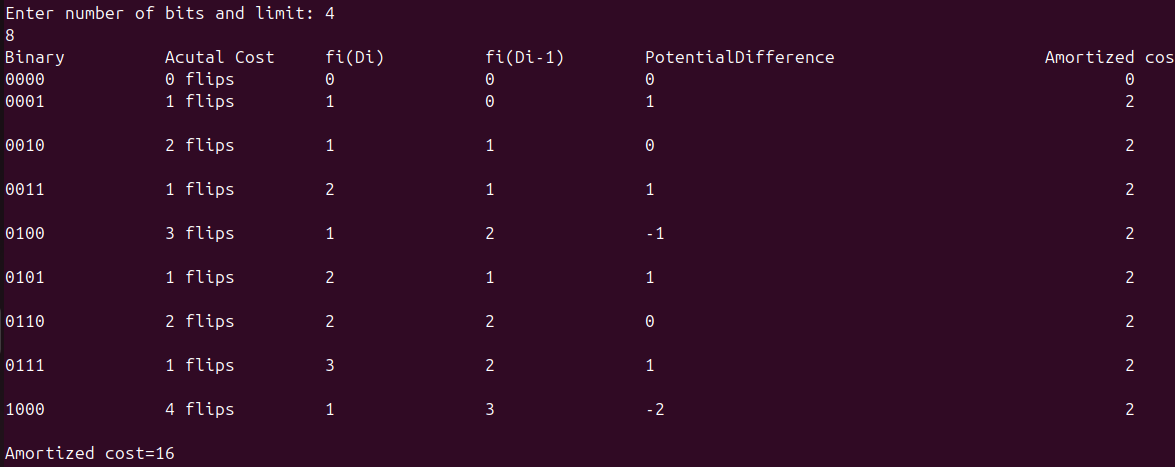 Enter number of bits and limit: 4
8
Binary Acutal Cost fi(Di) fi(Di-1) PotentialDifference Amortized cos
0000 0 flips 0 0 0 0
0001 1 flips 1 0 1 2
0010 2 flips 1 1 0 2
0011 1 flips 2 1 1 2
0100 3 flips 1 2 -1 2
0101 1 flips 2 1 1 2
0110 2 flips 2 2 0 2
0111 1 flips 3 2 1 2
1000 4 flips 1 3 -2 2
Amortized cost=16